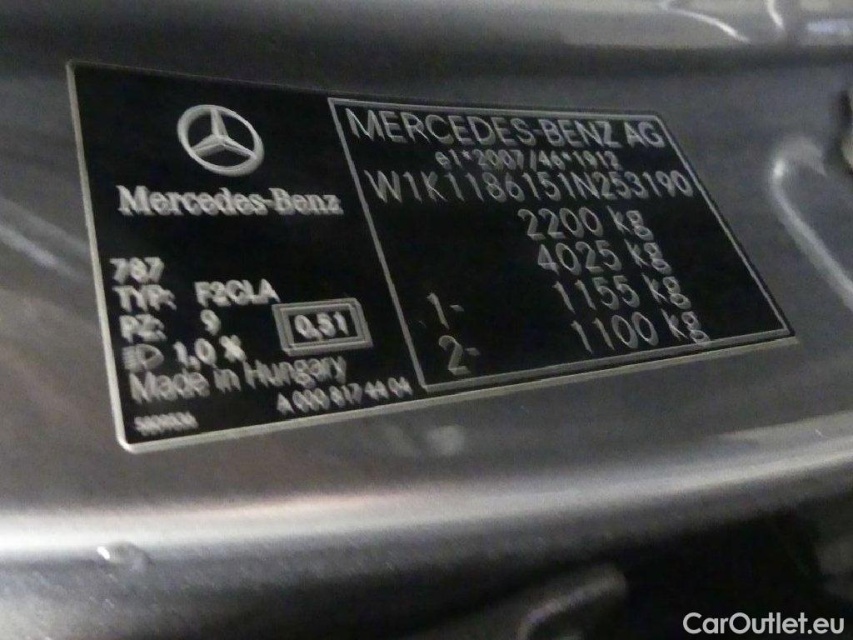 Mercedes-Benz
787
TYP: F2CLA
PZ: 9
0,51
1.0 %
Made in Hungary
A 000 817 44 04
MERCEDES-BENZ AG
e1*2007/46*1912
W1K1186151N253190
2200 kg
4025 kg
1- 1155 kg
2- 1100 kg
CarOutlet.eu